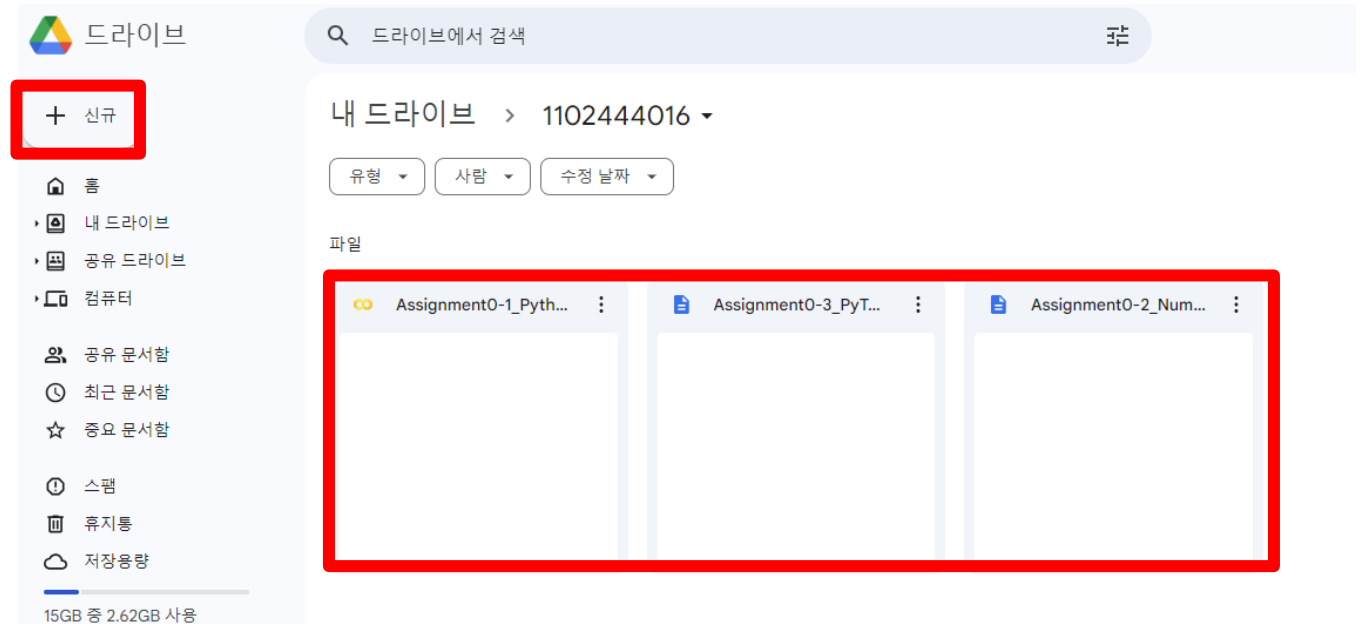 드라이브
드라이브에서 검색
신규
내 드라이브 > 1102444016
유형 사람 수정 날짜
홈
내 드라이브
공유 드라이브
컴퓨터
공유 문서함
최근 문서함
중요 문서함
스팸
휴지통
저장용량
15GB 중 2.62GB 사용
파일
Assignment0-1_Pyth... Assignment0-3_PyT... Assignment0-2_Num...